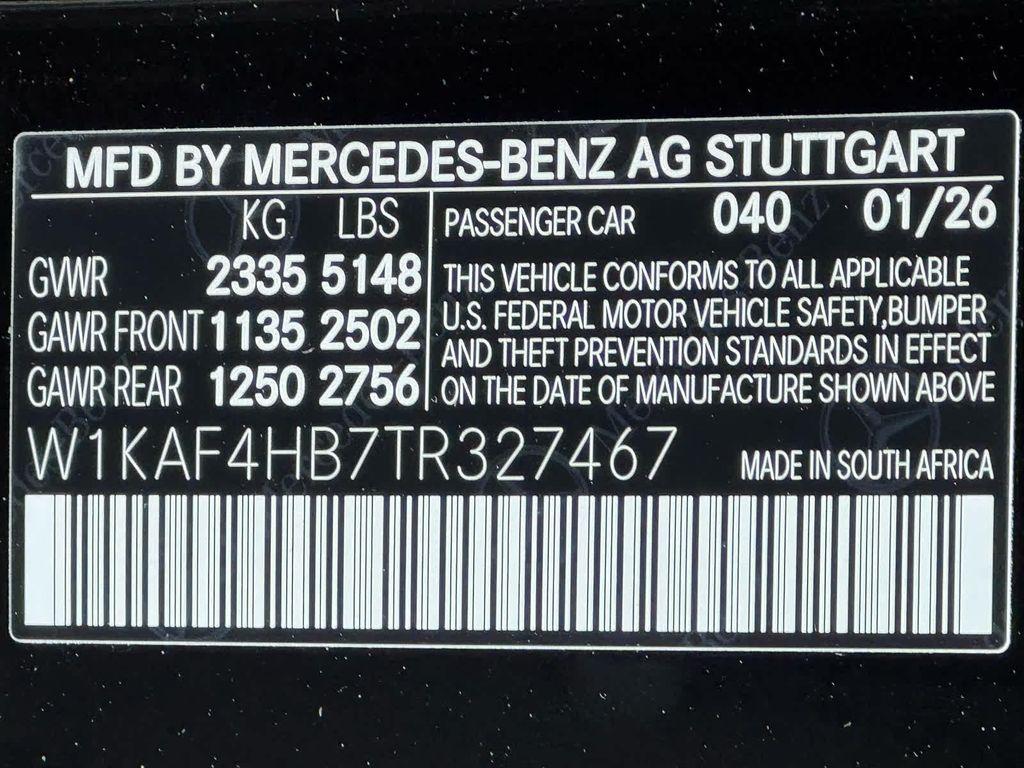 MFD BY MERCEDES-BENZ AG STUTTGART
KG LBS
GVWR 2335 5148
GAWR FRONT 1135 2502
GAWR REAR 1250 2756
PASSENGER CAR 040 01/26
THIS VEHICLE CONFORMS TO ALL APPLICABLE
U.S. FEDERAL MOTOR VEHICLE SAFETY,BUMPER
AND THEFT PREVENTION STANDARDS IN EFFECT
ON THE DATE OF MANUFACTURE SHOWN ABOVE
W1KAF4HB7TR327467
MADE IN SOUTH AFRICA